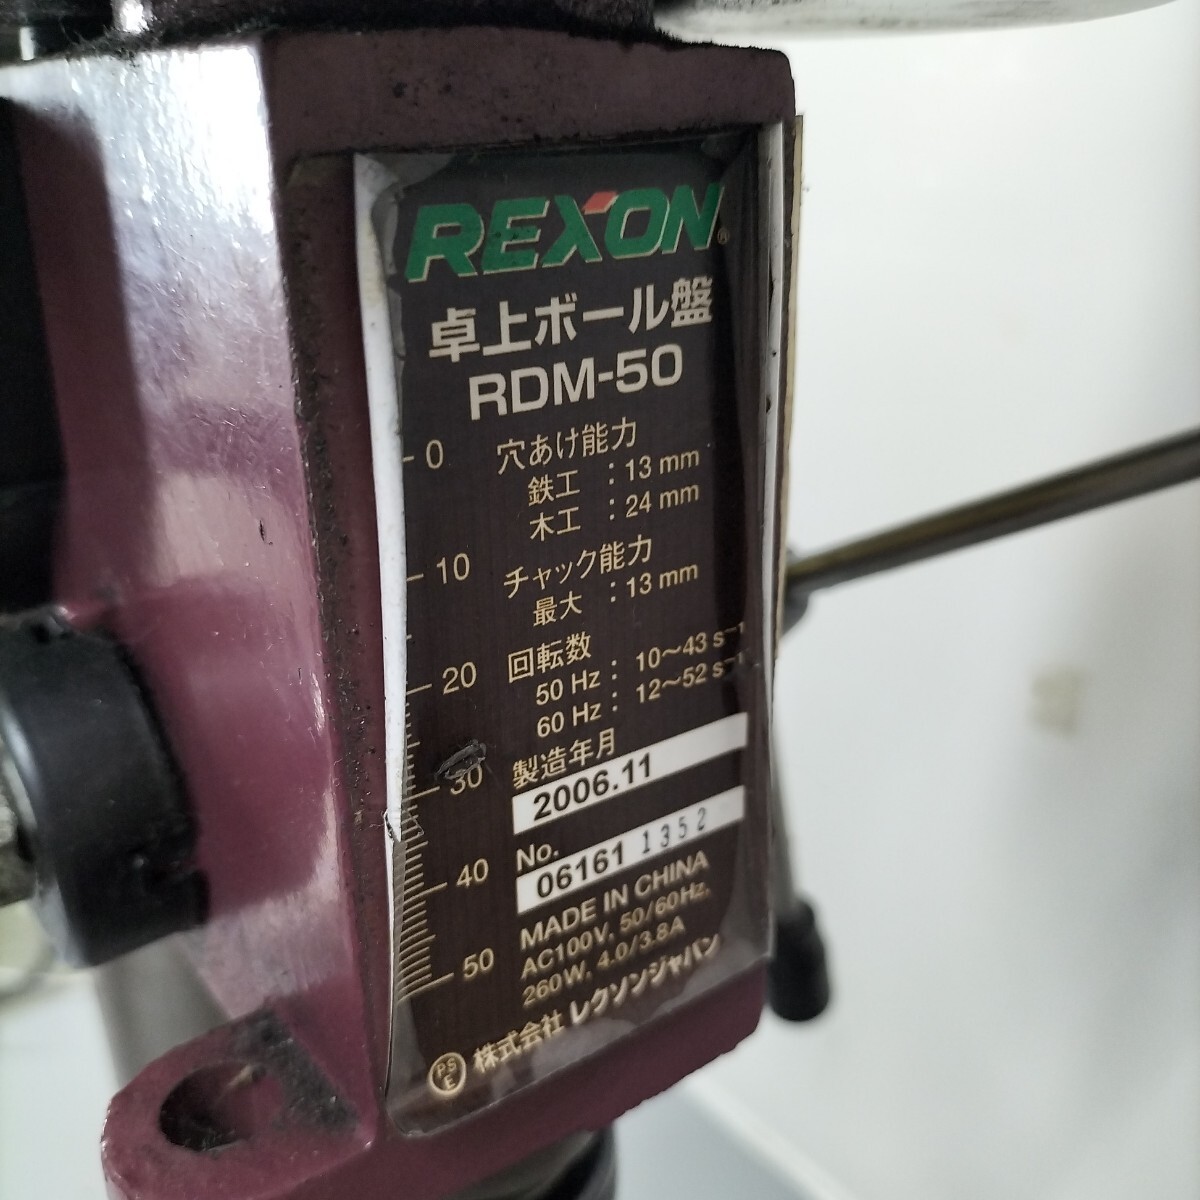 REXON®
卓上ボール盤
RDM-50
穴あけ能力
鉄工 : 13 mm
木工 : 24 mm
チャック能力
最大 : 13 mm
回転数
50 Hz : 10〜43 s⁻¹
60 Hz : 12〜52 s⁻¹
製造年月
2006.11
No.
06161 1352
MADE IN CHINA
AC100V, 50/60Hz,
260W, 4.0/3.8A
PSE 株式会社 レクソンジャパン
0
10
20
30
40
50